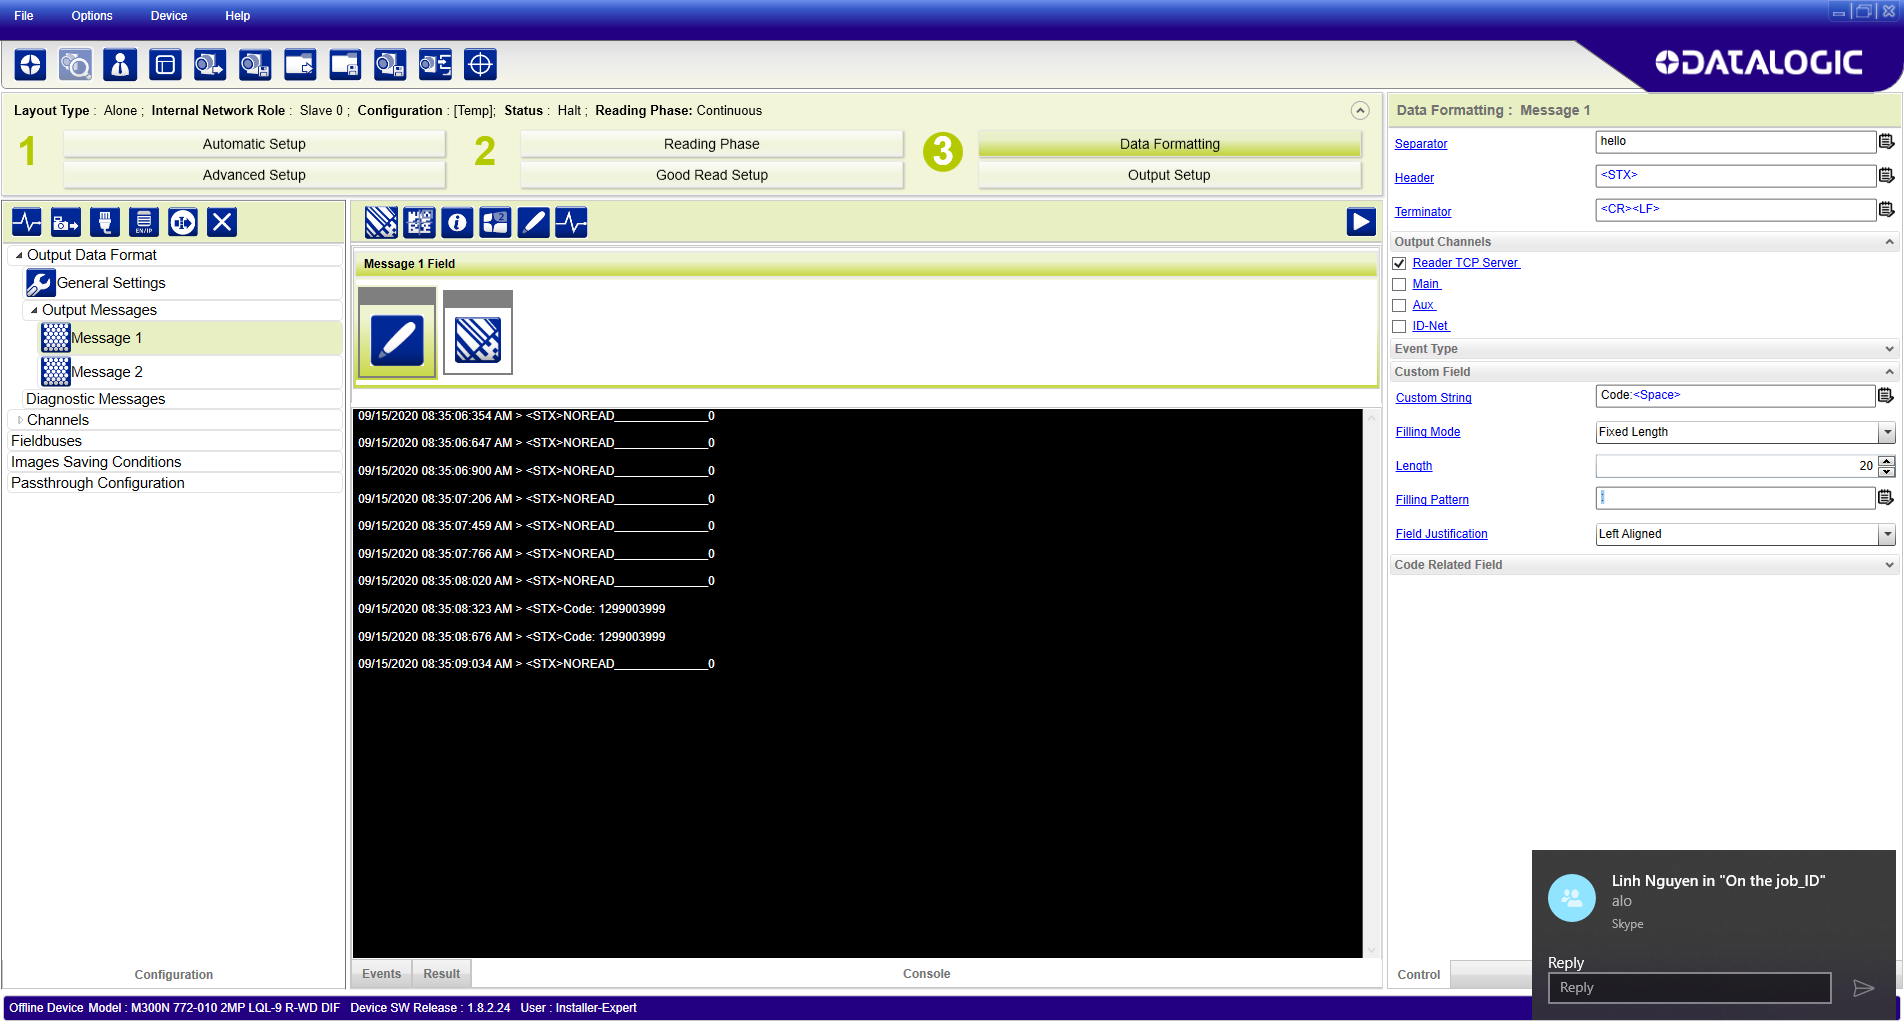 File Options Device Help
DATALOGIC
Layout Type : Alone ; Internal Network Role : Slave 0 ; Configuration : [Temp]; Status : Halt ; Reading Phase: Continuous
1 Automatic Setup 2 Reading Phase 3 Data Formatting
Advanced Setup Good Read Setup Output Setup
EN/IP
Output Data Format
General Settings
Output Messages
Message 1
Message 2
Diagnostic Messages
Channels
Fieldbuses
Images Saving Conditions
Passthrough Configuration
Configuration
Message 1 Field
09/15/2020 08:35:06:354 AM > <STX>NOREAD______________0
09/15/2020 08:35:06:647 AM > <STX>NOREAD______________0
09/15/2020 08:35:06:900 AM > <STX>NOREAD______________0
09/15/2020 08:35:07:206 AM > <STX>NOREAD______________0
09/15/2020 08:35:07:459 AM > <STX>NOREAD______________0
09/15/2020 08:35:07:766 AM > <STX>NOREAD______________0
09/15/2020 08:35:08:020 AM > <STX>NOREAD______________0
09/15/2020 08:35:08:323 AM > <STX>Code: 1299003999
09/15/2020 08:35:08:676 AM > <STX>Code: 1299003999
09/15/2020 08:35:09:034 AM > <STX>NOREAD______________0
Events Result Console
Data Formatting : Message 1
Separator hello
Header <STX>
Terminator <CR><LF>
Output Channels
Reader TCP Server
Main
Aux
ID-Net
Event Type
Custom Field
Custom String Code:<Space>
Filling Mode Fixed Length
Length 20
Filling Pattern
Field Justification Left Aligned
Code Related Field
Control
Linh Nguyen in "On the job_ID"
alo
Skype
Reply
Reply
Offline Device Model : M300N 772-010 2MP LQL-9 R-WD DIF Device SW Release : 1.8.2.24 User : Installer-Expert